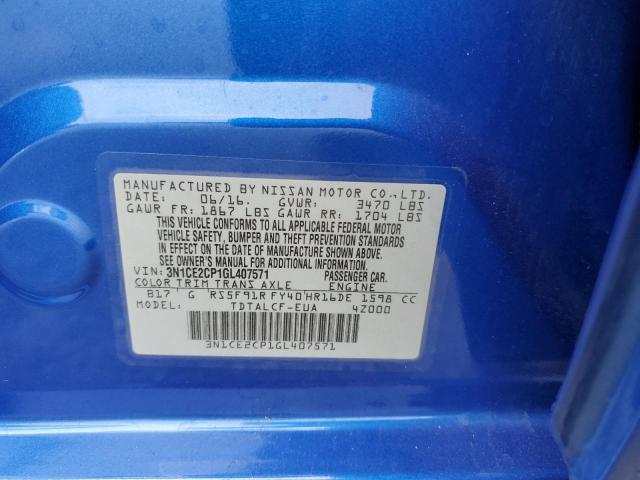 MANUFACTURED BY NISSAN MOTOR CO.,LTD.
DATE: 06/16. GVWR: 3470 LBS
GAWR FR: 1867 LBS GAWR RR: 1704 LBS
THIS VEHICLE CONFORMS TO ALL APPLICABLE FEDERAL MOTOR
VEHICLE SAFETY, BUMPER AND THEFT PREVENTION STANDARDS
IN EFFECT ON THE DATE OF MANUFACTURE SHOWN ABOVE.
SEE OWNER'S MANUAL FOR ADDITIONAL INFORMATION.
VIN: 3N1CE2CP1GL407571 PASSENGER CAR.
COLOR TRIM TRANS AXLE ENGINE
B17 G RS5F91R FY40 HR16DE 1598 CC
MODEL: TDTALCF-EUA 42000
3N1CE2CP1GL407571